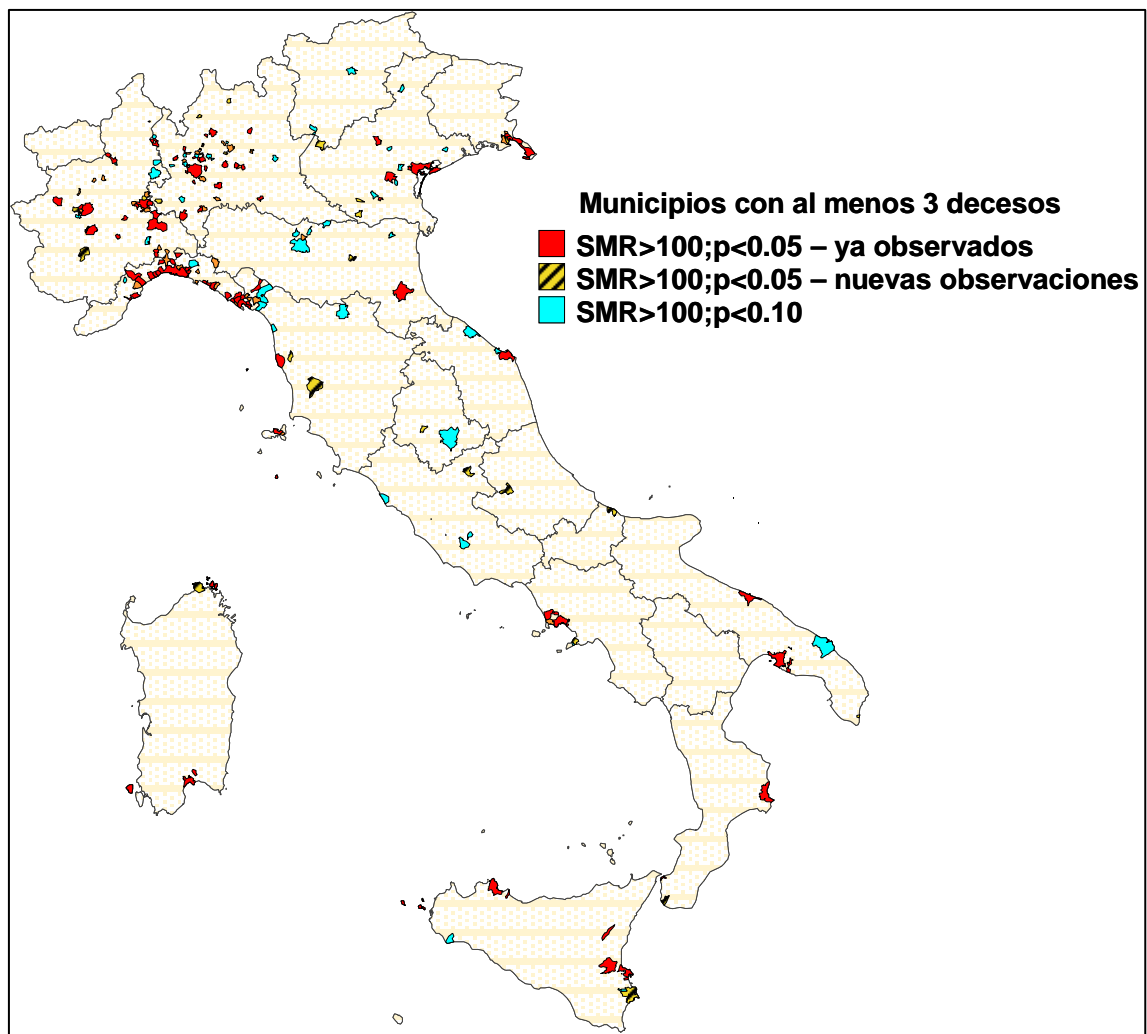 Municipios con al menos 3 decesos
SMR>100;p<0.05 – ya observados
SMR>100;p<0.05 – nuevas observaciones
SMR>100;p<0.10